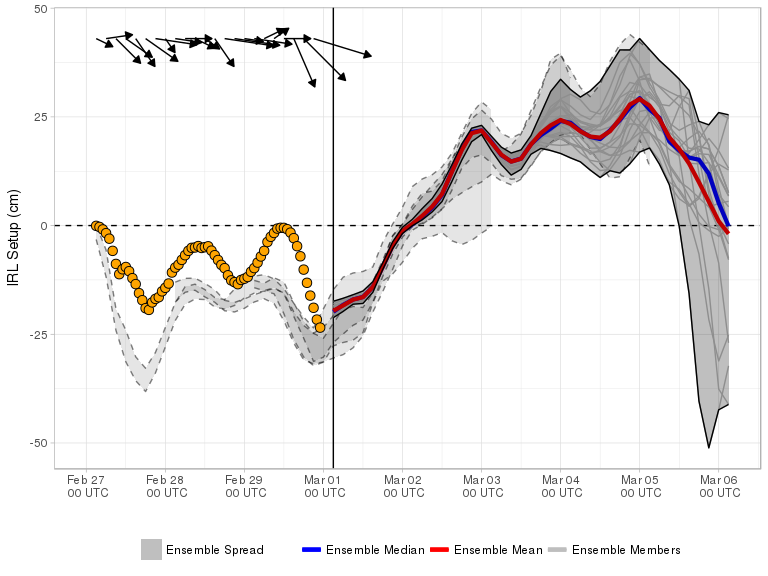 50
25
0
-25
-50
IRL Setup (cm)
Feb 27 Feb 28 Feb 29 Mar 01 Mar 02 Mar 03 Mar 04 Mar 05 Mar 06
00 UTC 00 UTC 00 UTC 00 UTC 00 UTC 00 UTC 00 UTC 00 UTC 00 UTC
Ensemble Spread Ensemble Median Ensemble Mean Ensemble Members